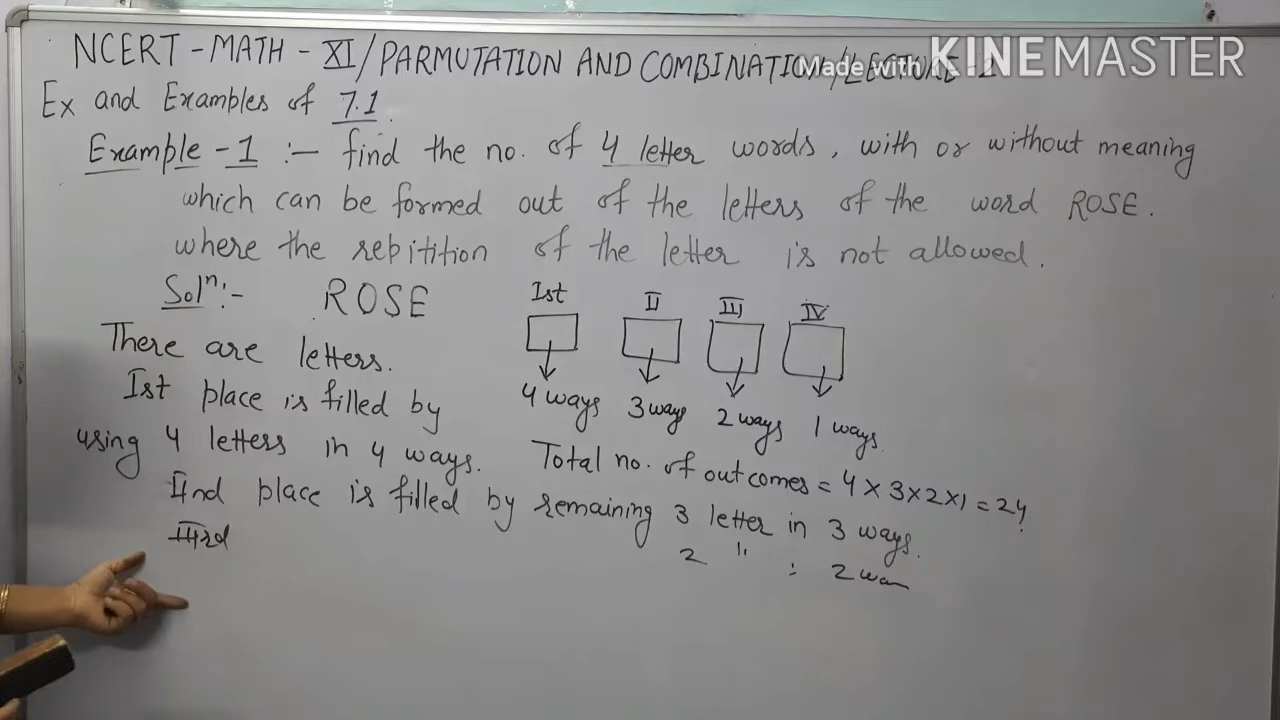 NCERT - MATH - XI / PARMUTATION AND COMBINATION / LECTURE - 2
Made with KINEMASTER
Ex and Examples of 7.1.
Example - 1 :- find the no. of 4 letter words, with or without meaning
which can be formed out of the letters of the word ROSE.
where the repitition of the letter is not allowed.
Solⁿ:- ROSE
There are letters.
Ist place is filled by
using 4 letters in 4 ways.
Ist II III IV
4 ways 3 ways 2 ways 1 ways.
Total no. of outcomes = 4 × 3 × 2 × 1 = 24
IInd place is filled by remaining 3 letter in 3 ways.
IIIrd 2 " :